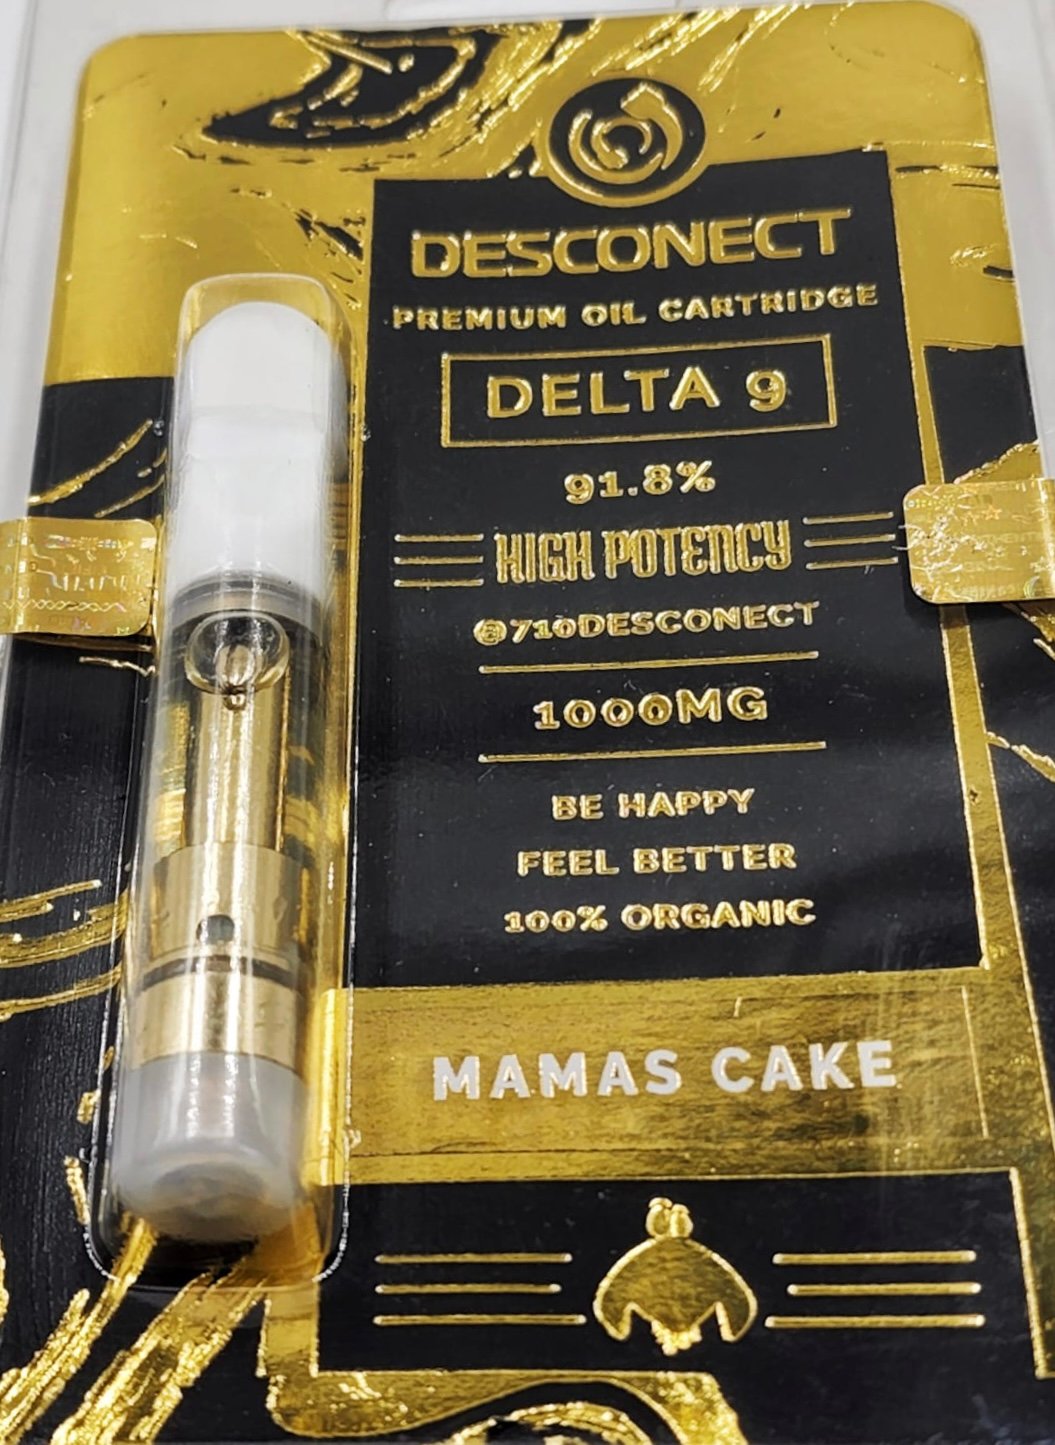 DESCONECT
PREMIUM OIL CARTRIDGE
DELTA 9
91.8%
HIGH POTENCY
@710DESCONECT
1000MG
BE HAPPY
FEEL BETTER
100% ORGANIC
MAMAS CAKE